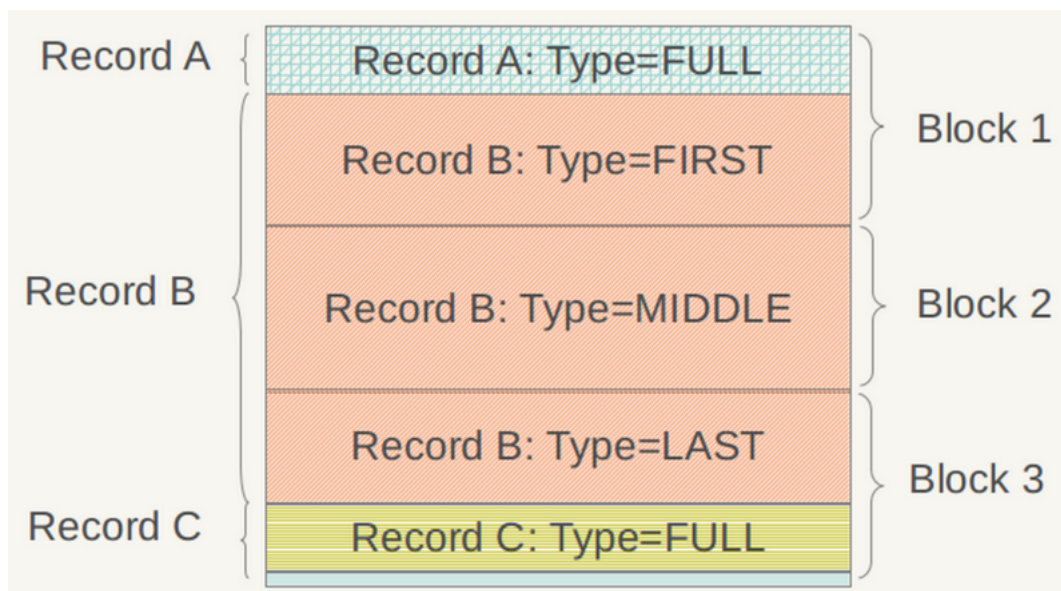 Record A
Record A: Type=FULL
Block 1
Record B: Type=FIRST
Record B
Record B: Type=MIDDLE
Block 2
Record B: Type=LAST
Block 3
Record C
Record C: Type=FULL